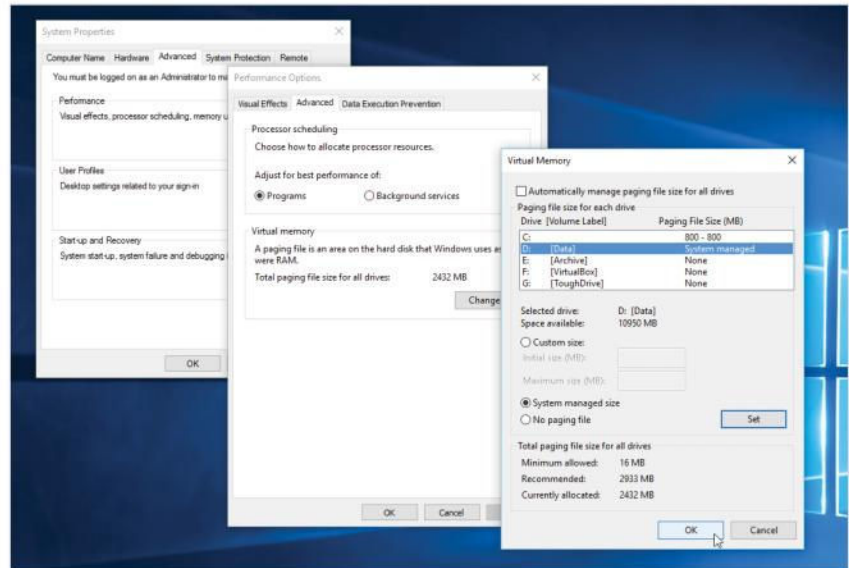 System Properties
Computer Name Hardware Advanced System Protection Remote
You must be logged on as an Administrator to
Performance
Visual effects, processor scheduling, memory
User Profiles
Desktop settings related to your sign-in
Start-up and Recovery
System start-up, system failure and debugging
OK
Performance Options
Visual Effects Advanced Data Execution Prevention
Processor scheduling
Choose how to allocate processor resources.
Adjust for best performance of:
Programs Background services
Virtual memory
A paging file is an area on the hard disk that Windows uses as
were RAM.
Total paging file size for all drives: 2432 MB
Change
OK Cancel
Virtual Memory
Automatically manage paging file size for all drives
Paging file size for each drive
Drive [Volume Label] Paging File Size (MB)
C: 800 - 800
D: [Data] System managed
E: [Archive] None
F: [VirtualBox] None
G: [ToughDrive] None
Selected drive: D: [Data]
Space available: 10950 MB
Custom size:
Initial size (MB):
Maximum size (MB):
System managed size
No paging file Set
Total paging file size for all drives
Minimum allowed: 16 MB
Recommended: 2933 MB
Currently allocated: 2432 MB
OK Cancel